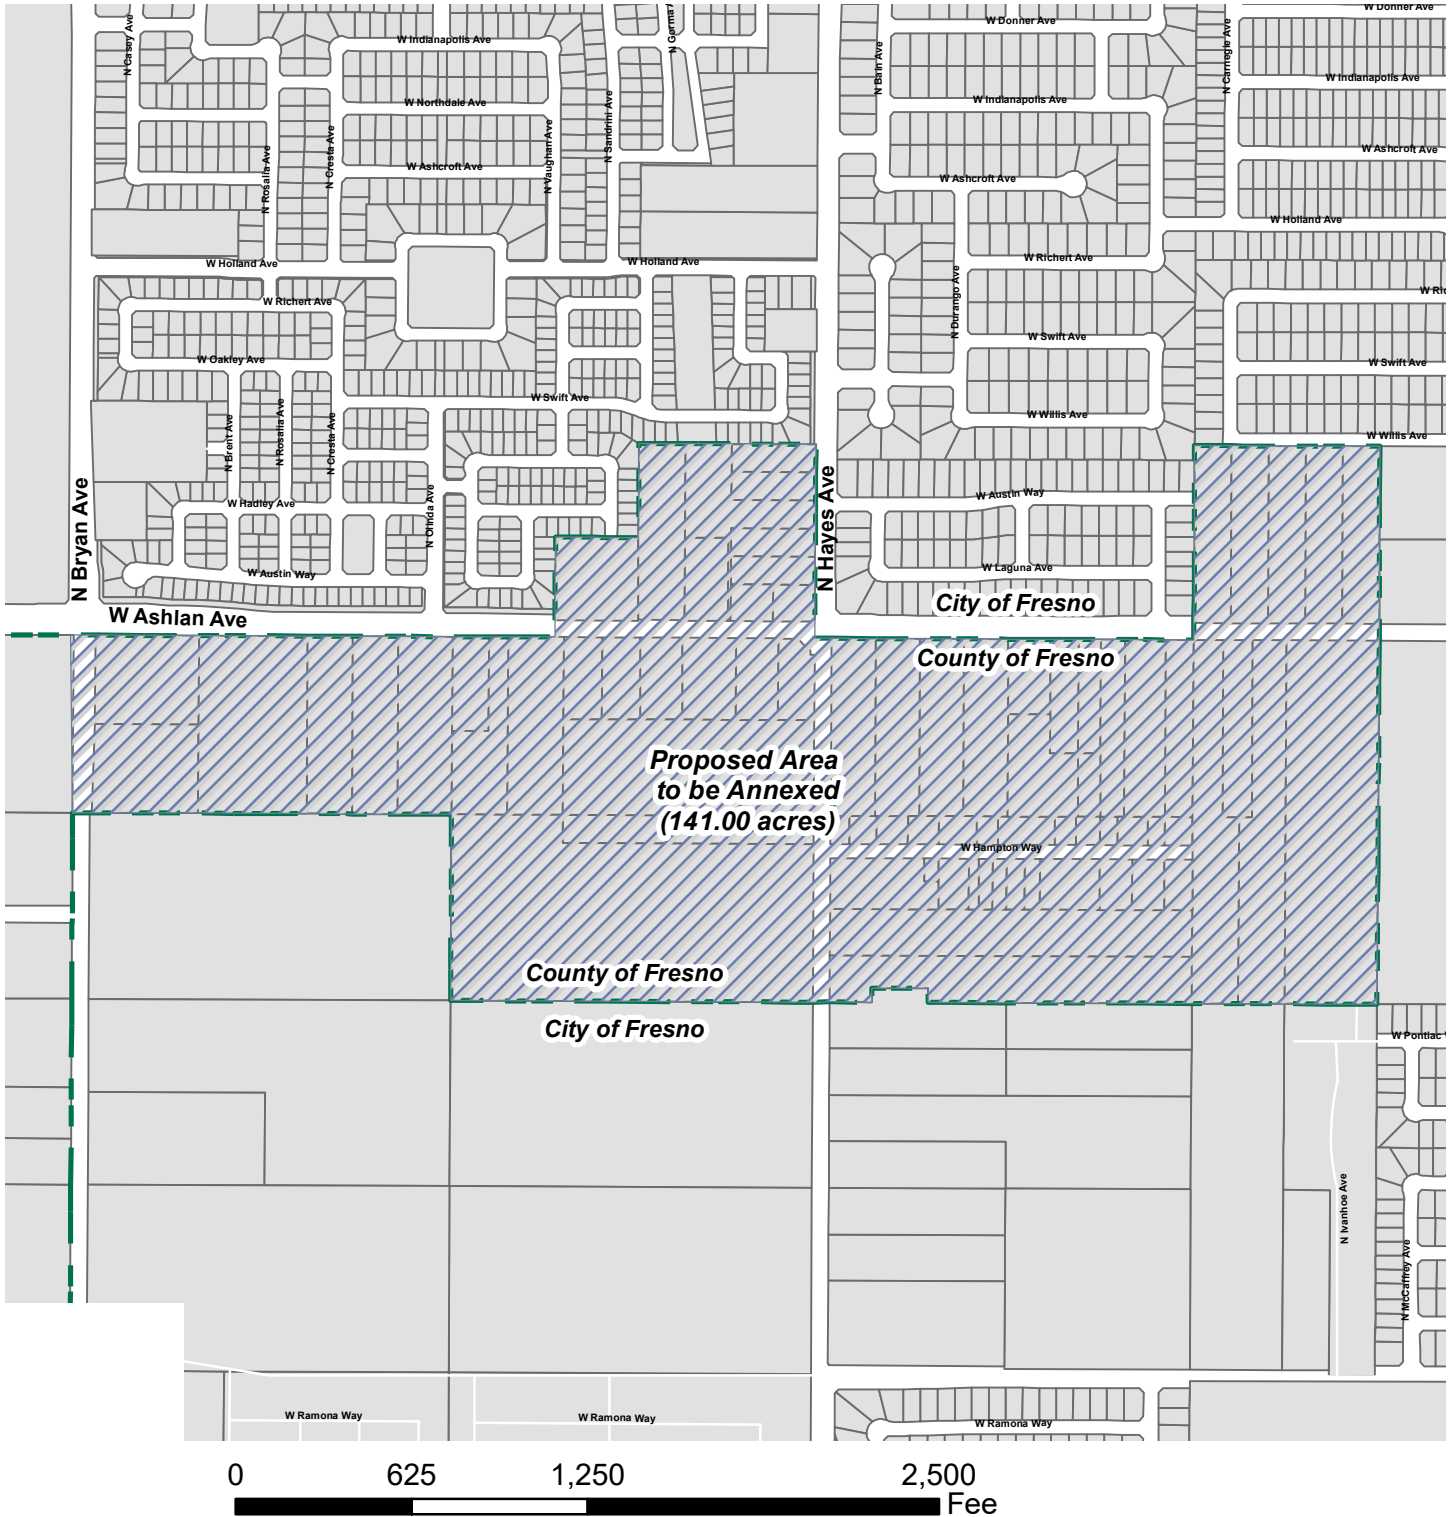 W Donner Ave
W Donner Ave
N Casey Ave
W Indianapolis Ave
N Bain Ave
N Carnegie Ave
W Indianapolis Ave
W Northdale Ave
W Indianapolis Ave
N Rosalia Ave
N Cresta Ave
N Vaughan Ave
N Sandrini Ave
W Ashcroft Ave
W Ashcroft Ave
W Ashcroft Ave
W Holland Ave
W Holland Ave
W Holland Ave
W Richert Ave
W Richert Ave
N Durango Ave
W Oakley Ave
W Swift Ave
W Swift Ave
W Swift Ave
N Brent Ave
N Rosalia Ave
N Cresta Ave
W Willis Ave
W Willis Ave
N Bryan Ave
W Hadley Ave
N Olinda Ave
N Hayes Ave
W Austin Way
W Austin Way
W Laguna Ave
W Ashlan Ave
City of Fresno
County of Fresno
Proposed Area
to be Annexed
(141.00 acres)
W Hampton Way
County of Fresno
City of Fresno
W Pontiac
N Ivanhoe Ave
N McCaffrey Ave
W Ramona Way
W Ramona Way
W Ramona Way
0 625 1,250 2,500
Fee